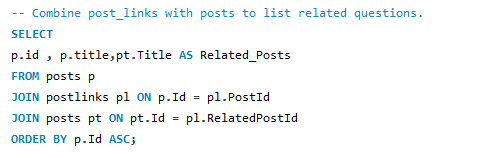 -- Combine post_links with posts to list related questions.
SELECT
p.id , p.title,pt.Title AS Related_Posts
FROM posts p
JOIN postlinks pl ON p.Id = pl.PostId
JOIN posts pt ON pt.Id = pl.RelatedPostId
ORDER BY p.Id ASC;